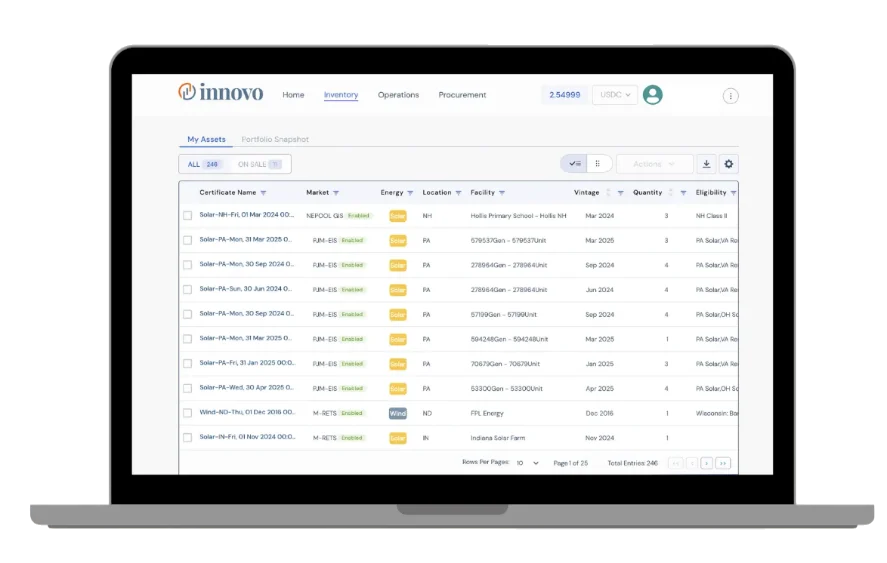 innovo Home Inventory Operations Procurement 2.54999 USDC
My Assets Portfolio Snapshot
ALL 246 ON SALE
Actions
Certificate Name Market Energy Location Facility Vintage Quantity Eligibility
Solar-NH-Fri, 01 Mar 2024 00:... NEPOOL GIS Enabled Solar NH Hollis Primary School - Hollis NH Mar 2024 3 NH Class II
Solar-PA-Mon, 31 Mar 2025 0... PJM-EIS Enabled Solar PA 579537Gen - 579537Unit Mar 2025 3 PA Solar,VA Re
Solar-PA-Mon, 30 Sep 2024 0... PJM-EIS Enabled Solar PA 278964Gen - 278964Unit Sep 2024 4 PA Solar,VA Re
Solar-PA-Sun, 30 Jun 2024 0... PJM-EIS Enabled Solar PA 278964Gen - 278964Unit Jun 2024 4 PA Solar,VA Re
Solar-PA-Mon, 30 Sep 2024 0... PJM-EIS Enabled Solar PA 57199Gen - 57199Unit Sep 2024 4 PA Solar,OH So
Solar-PA-Mon, 31 Mar 2025 0... PJM-EIS Enabled Solar PA 594248Gen - 594248Unit Mar 2025 1 PA Solar,VA Re
Solar-PA-Fri, 31 Jan 2025 00:0... PJM-EIS Enabled Solar PA 70679Gen - 70679Unit Jan 2025 3 PA Solar,VA Re
Solar-PA-Wed, 30 Apr 2025 0... PJM-EIS Enabled Solar PA 53300Gen - 53300Unit Apr 2025 4 PA Solar,OH So
Wind-ND-Thu, 01 Dec 2016 00:... M-RETS Enabled Wind ND FPL Energy Dec 2016 1 Wisconsin: Ba
Solar-IN-Fri, 01 Nov 2024 00:0... M-RETS Enabled Solar IN Indiana Solar Farm Nov 2024 1
Rows Per Pages: 10 Page 1 of 25 Total Entries: 246